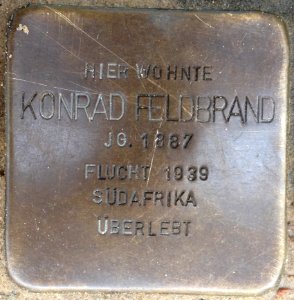 HIER WOHNTE
KONRAD FELDBRAND
JG. 1887
FLUCHT 1939
SÜDAFRIKA
ÜBERLEBT